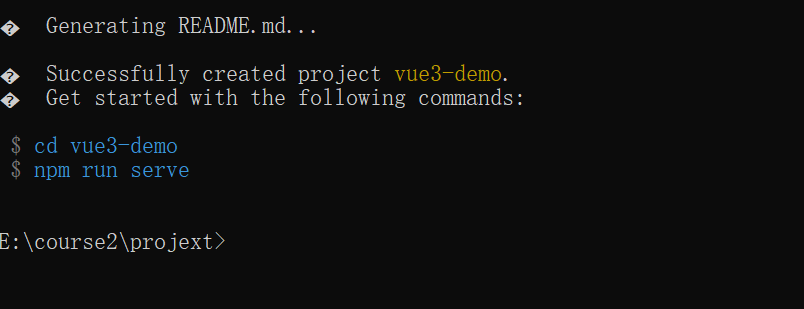 � Generating README.md...
� Successfully created project vue3-demo.
� Get started with the following commands:
$ cd vue3-demo
$ npm run serve
E:\course2\projext>